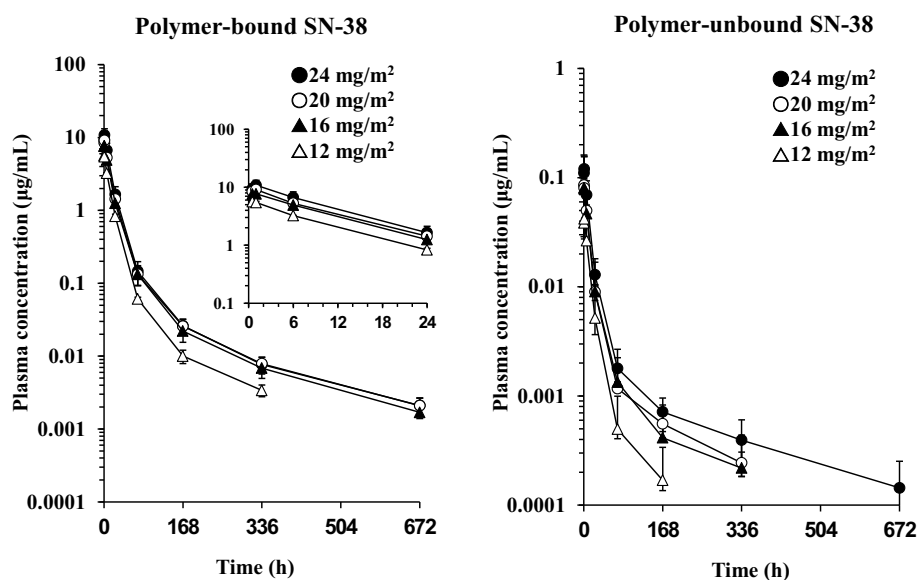 Polymer-bound SN-38
Plasma concentration (µg/mL)
100
10
1
0.1
0.01
0.001
0.0001
0
168
336
504
672
Time (h)
24 mg/m²
20 mg/m²
16 mg/m²
12 mg/m²
100
10
1
0.1
0
6
12
18
24
Polymer-unbound SN-38
Plasma concentration (µg/mL)
1
0.1
0.01
0.001
0.0001
0
168
336
504
672
Time (h)
24 mg/m²
20 mg/m²
16 mg/m²
12 mg/m²